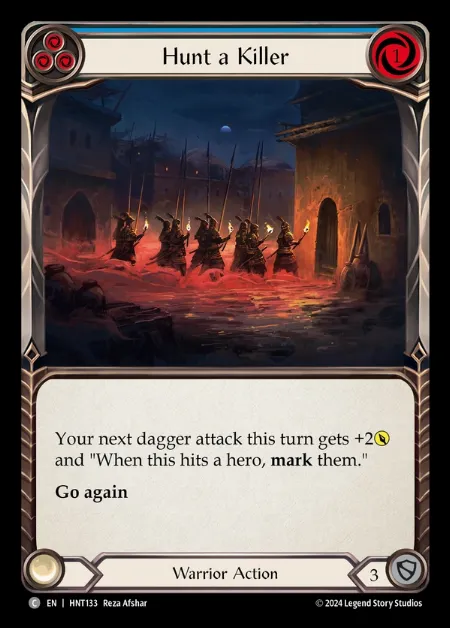 Hunt a Killer
1
Your next dagger attack this turn gets +2
and "When this hits a hero, mark them."
Go again
Warrior Action
3
C EN | HNT133 Reza Afshar
© 2024 Legend Story Studios